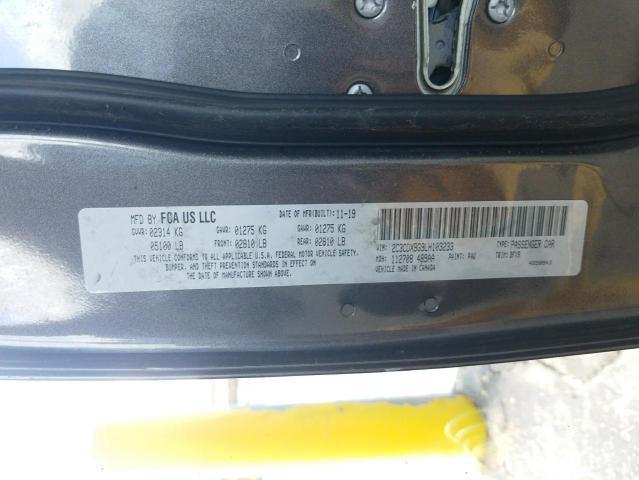 MFD BY FCA US LLC DATE OF MFR(BUILT): 11-19
GVWR: 02314 KG GAWR: 01275 KG GAWR: 01275 KG
05100 LB FRONT: 02810 LB REAR: 02810 LB
THIS VEHICLE CONFORMS TO ALL APPLICABLE U.S.A. FEDERAL MOTOR VEHICLE SAFETY,
BUMPER, AND THEFT PREVENTION STANDARDS IN EFFECT ON
THE DATE OF MANUFACTURE SHOWN ABOVE.
VIN: 2C3CDXBG9LH103233 TYPE: PASSENGER CAR
MDH: 112708 489AA PAINT: PAU TRIM:
MADE IN CANADA